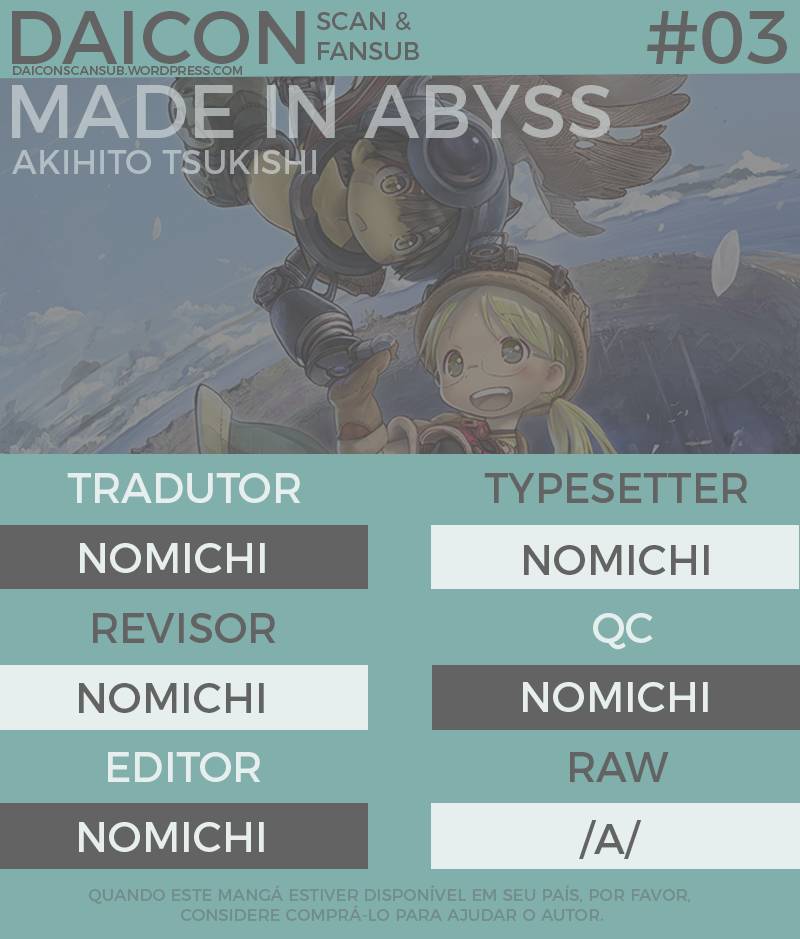 DAICON
SCAN &
FANSUB
DAICONSCANSUB.WORDPRESS.COM
#03
MADE IN ABYSS
AKIHITO TSUKISHI
TRADUTOR
NOMICHI
TYPESETTER
NOMICHI
REVISOR
NOMICHI
QC
NOMICHI
EDITOR
NOMICHI
RAW
/A/
QUANDO ESTE MANGÁ ESTIVER DISPONÍVEL EM SEU PAÍS, POR FAVOR,
CONSIDERE COMPRÁ-LO PARA AJUDAR O AUTOR.